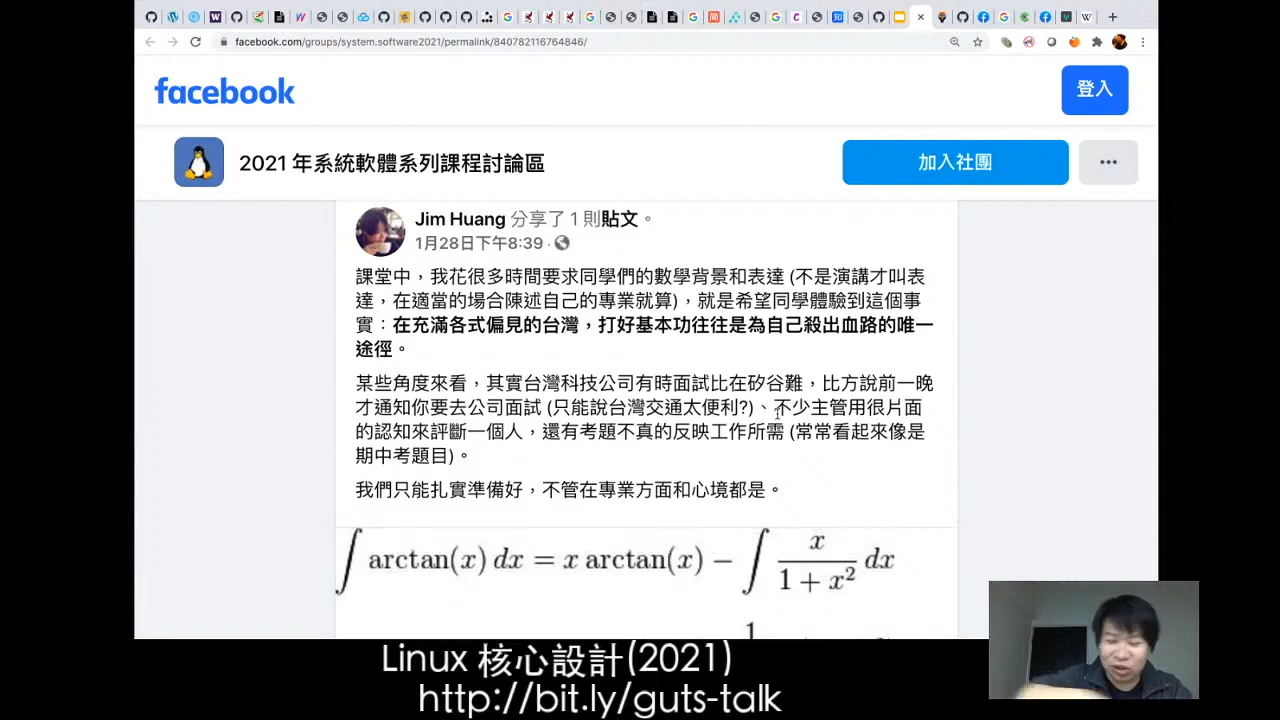 facebook.com/groups/system.software2021/permalink/840782116764846/
facebook
登入
2021 年系統軟體系列課程討論區
加入社團
Jim Huang 分享了 1 則貼文。
1月28日下午8:39 ·
課堂中，我花很多時間要求同學們的數學背景和表達 (不是演講才叫表
達，在適當的場合陳述自己的專業就算)，就是希望同學體驗到這個事
實：在充滿各式偏見的台灣，打好基本功往往是為自己殺出血路的唯一
途徑。
某些角度來看，其實台灣科技公司有時面試比在矽谷難，比方說前一晚
才通知你要去公司面試 (只能說台灣交通太便利?)、不少主管用很片面
的認知來評斷一個人，還有考題不真的反映工作所需 (常常看起來像是
期中考題目)。
我們只能扎實準備好，不管在專業方面和心境都是。
∫ arctan(x) dx = x arctan(x) − ∫ x / (1 + x²) dx
Linux 核心設計(2021)
http://bit.ly/guts-talk